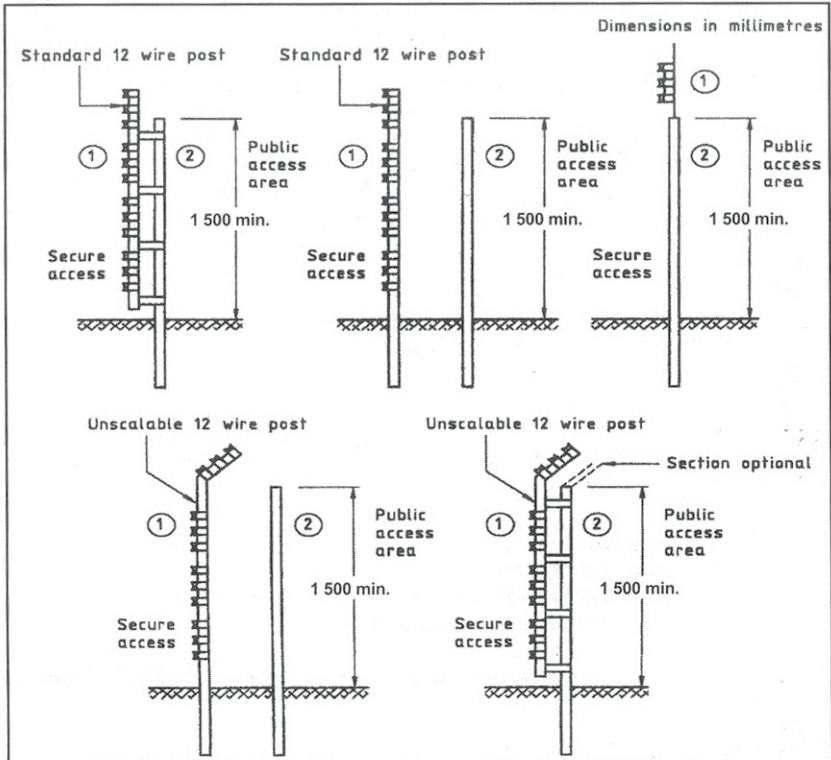 Dimensions in millimetres
Standard 12 wire post
Standard 12 wire post
1
1
2
Public
access
area
1
2
Public
access
area
2
Public
access
area
1 500 min.
1 500 min.
1 500 min.
Secure
access
Secure
access
Secure
access
Unscalable 12 wire post
Unscalable 12 wire post
Section optional
1
2
Public
access
area
1
2
Public
access
area
1 500 min.
1 500 min.
Secure
access
Secure
access